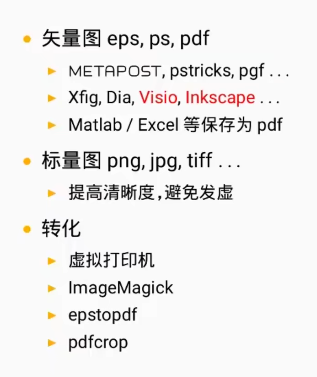 矢量图 eps, ps, pdf
METAPOST, pstricks, pgf . . .
Xfig, Dia, Visio, Inkscape . . .
Matlab / Excel 等保存为 pdf
标量图 png, jpg, tiff . . .
提高清晰度,避免发虚
转化
虚拟打印机
ImageMagick
epstopdf
pdfcrop